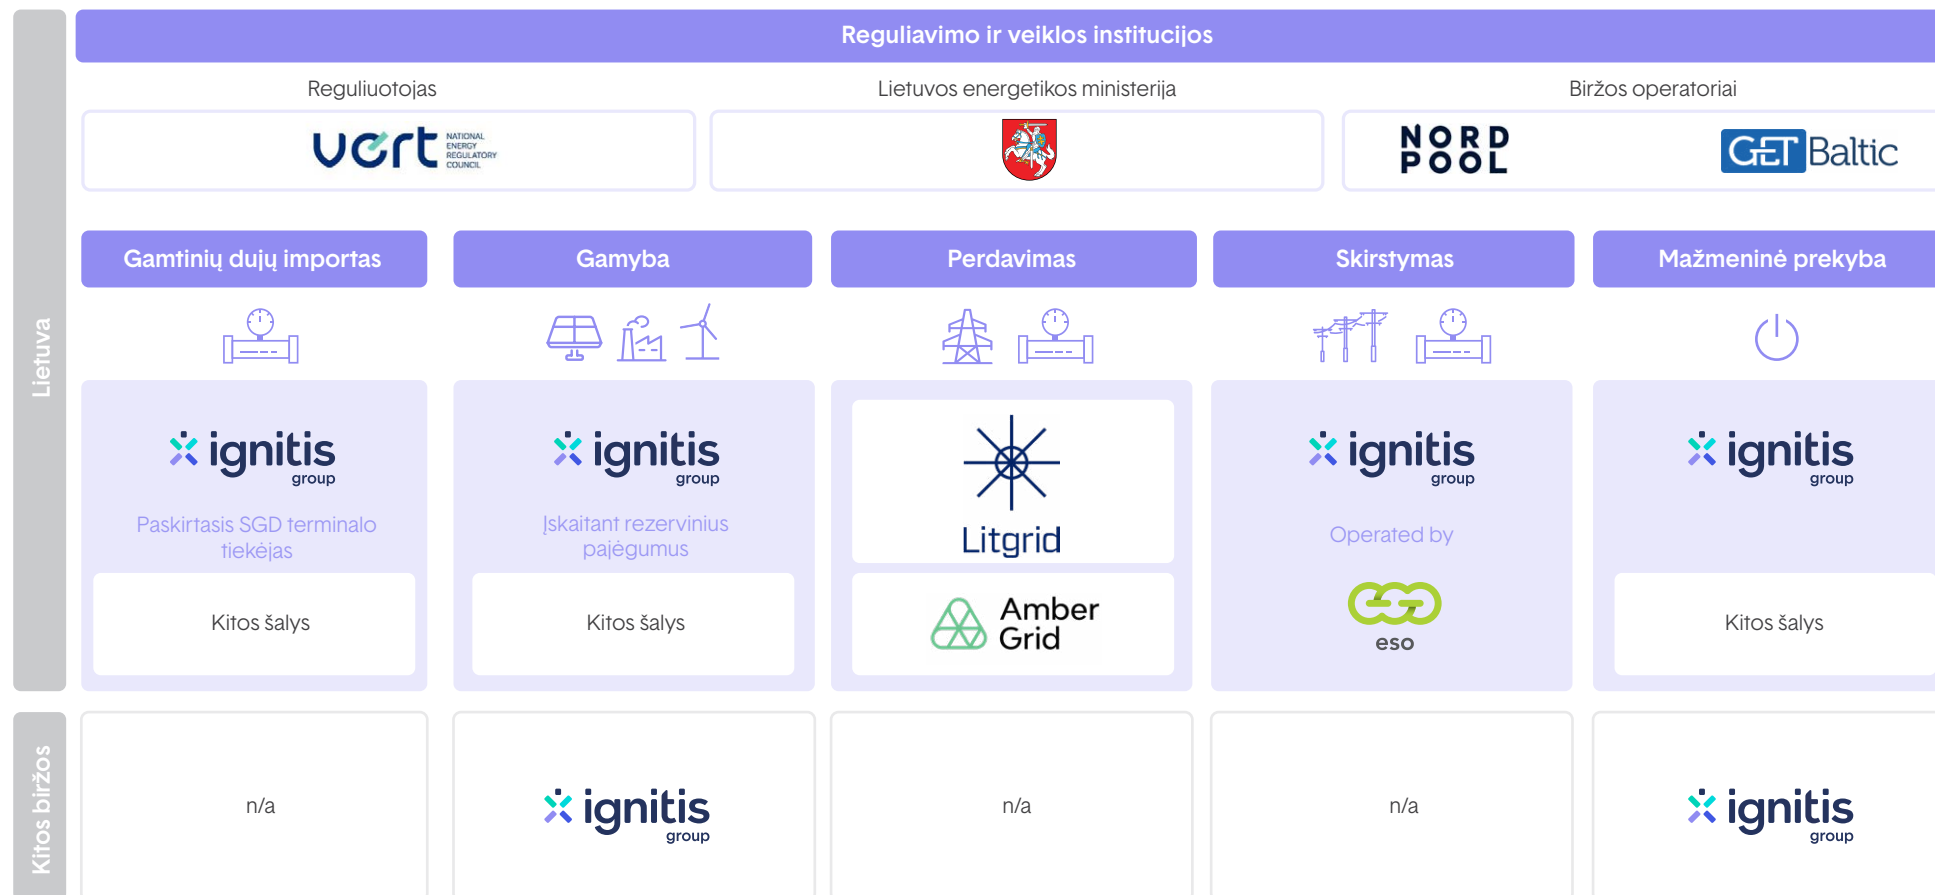 Reguliavimo ir veiklos institucijos
Reguliuotojas
Lietuvos energetikos ministerija
Biržos operatoriai
vert
NATIONAL
ENERGY
REGULATORY
COUNCIL
NORD
POOL
GET Baltic
Lietuva
Gamtinių dujų importas
Gamyba
Perdavimas
Skirstymas
Mažmeninė prekyba
ignitis
group
Paskirtasis SGD terminalo
tiekėjas
Kitos šalys
ignitis
group
Įskaitant rezervinius
pajėgumus
Kitos šalys
Litgrid
Amber
Grid
ignitis
group
Operated by
eso
ignitis
group
Kitos šalys
Kitos biržos
n/a
ignitis
group
n/a
n/a
ignitis
group